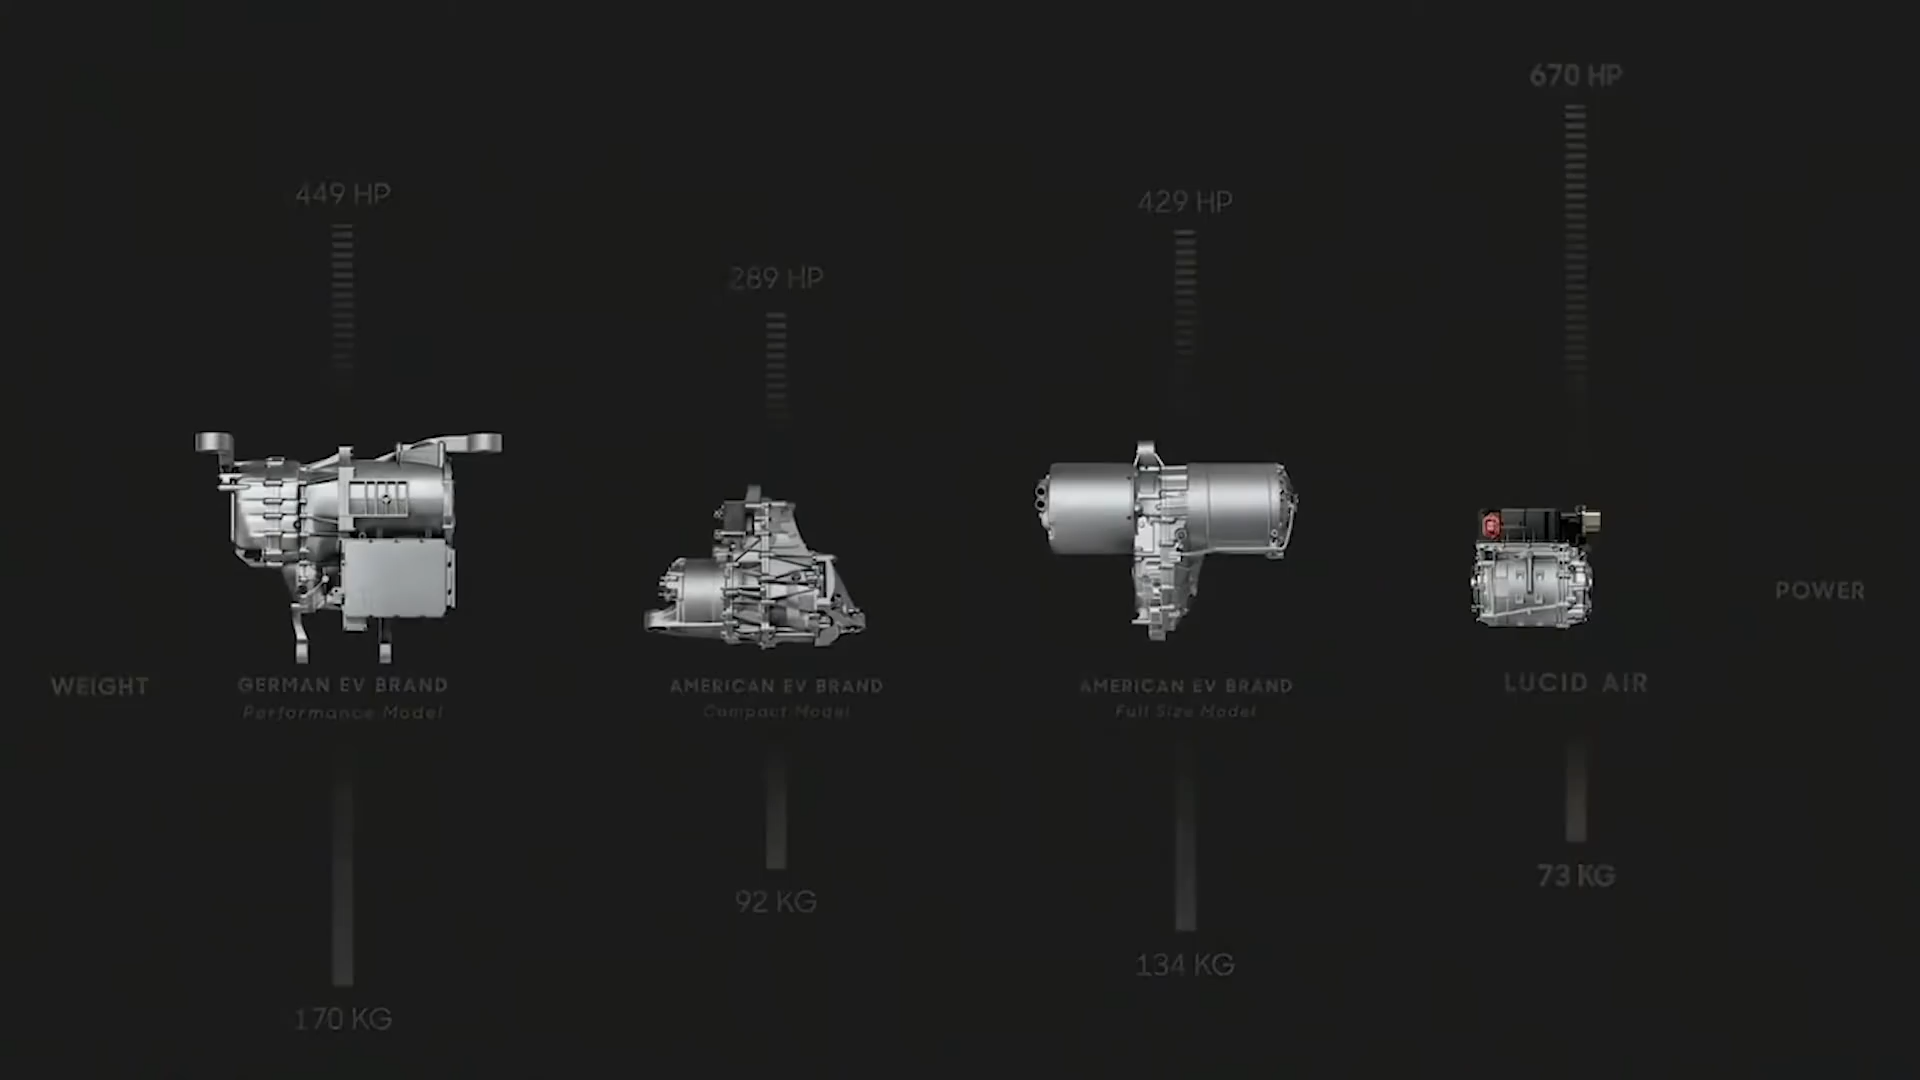 670 HP
449 HP
429 HP
289 HP
POWER
WEIGHT
GERMAN EV BRAND
Performance Model
AMERICAN EV BRAND
Compact Model
AMERICAN EV BRAND
Full Size Model
LUCID AIR
73 KG
92 KG
134 KG
170 KG